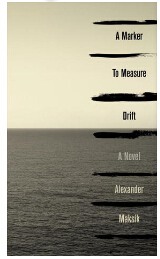 A Marker
To Measure
Drift
A Novel
Alexander
Maksik